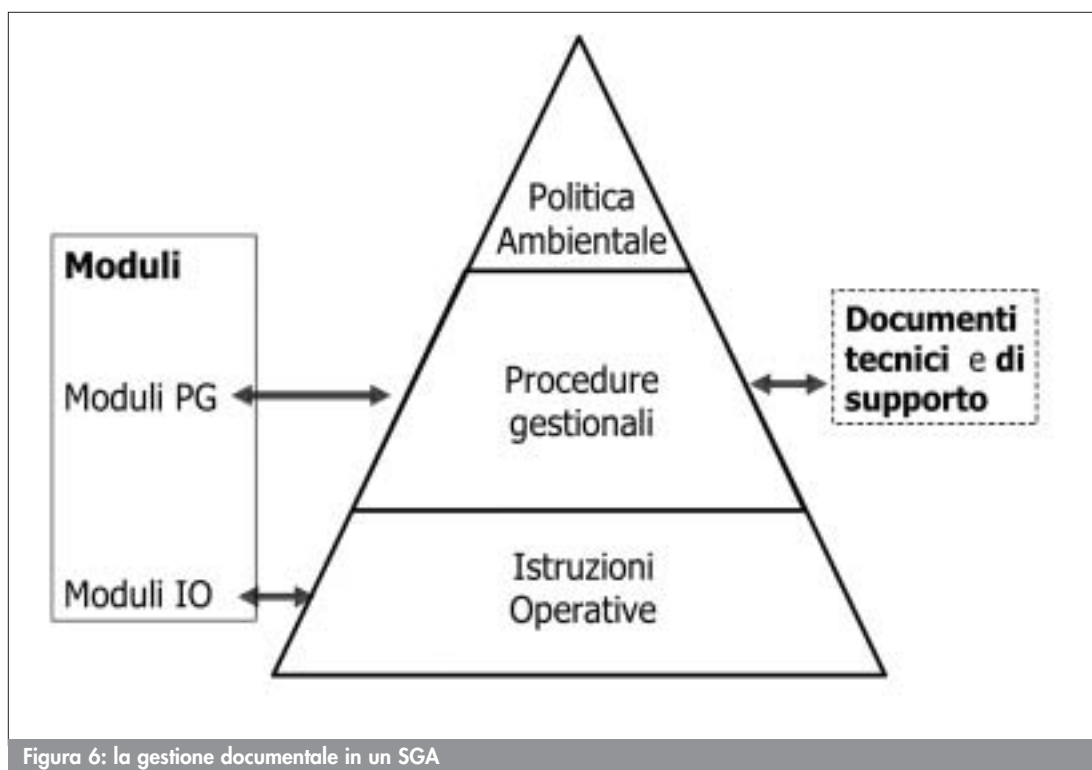 Politica
Ambientale
Moduli
Moduli PG
Moduli IO
Procedure
gestionali
Istruzioni
Operative
Documenti
tecnici e di
supporto
Figura 6: la gestione documentale in un SGA